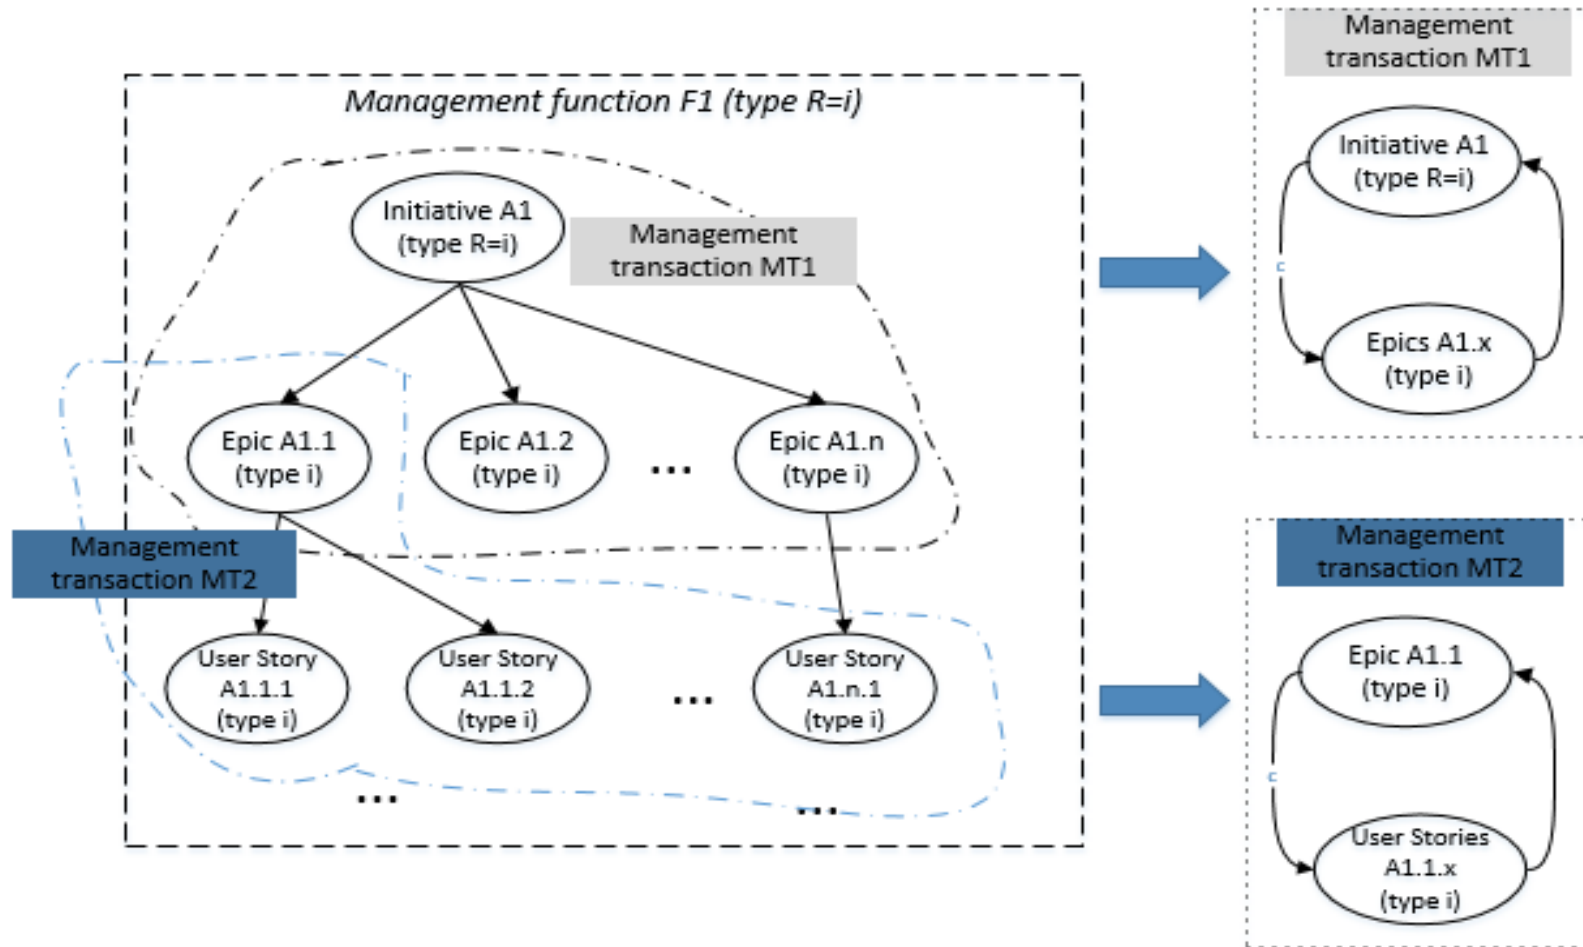 Management function F1 (type R=i)
Initiative A1
(type R=i)
Management
transaction MT1
Epic A1.1
(type i)
Epic A1.2
(type i)
...
Epic A1.n
(type i)
Management
transaction MT2
User Story
A1.1.1
(type i)
User Story
A1.1.2
(type i)
...
User Story
A1.n.1
(type i)
...
...
Management
transaction MT1
Initiative A1
(type R=i)
Epics A1.x
(type i)
Management
transaction MT2
Epic A1.1
(type i)
User Stories
A1.1.x
(type i)